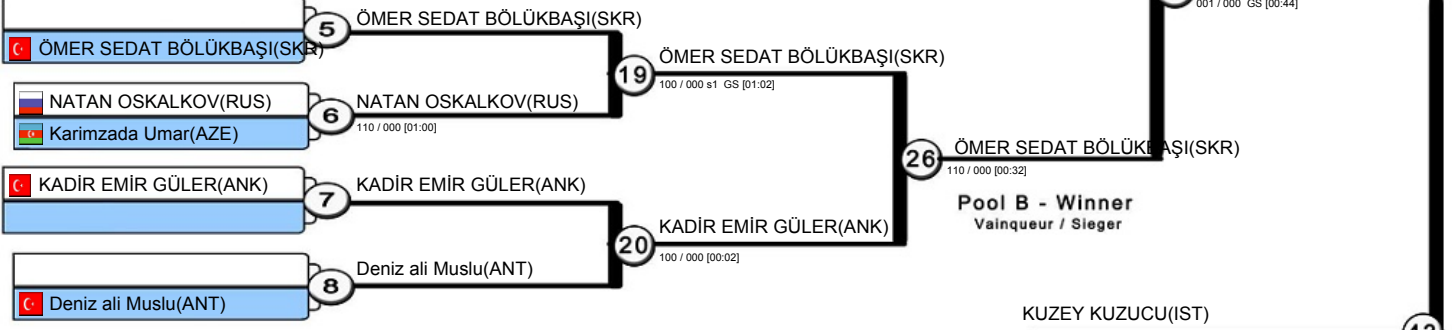 001 / 000 GS [00:44]
5
ÖMER SEDAT BÖLÜKBAŞI(SKR)
ÖMER SEDAT BÖLÜKBAŞI(SKR)
19
ÖMER SEDAT BÖLÜKBAŞI(SKR)
100 / 000 s1 GS [01:02]
NATAN OSKALKOV(RUS)
6
NATAN OSKALKOV(RUS)
110 / 000 [01:00]
Karimzada Umar(AZE)
26
ÖMER SEDAT BÖLÜKBAŞI(SKR)
110 / 000 [00:32]
Pool B - Winner
Vainqueur / Sieger
KADİR EMİR GÜLER(ANK)
7
KADİR EMİR GÜLER(ANK)
20
KADİR EMİR GÜLER(ANK)
100 / 000 [00:02]
8
Deniz ali Muslu(ANT)
Deniz ali Muslu(ANT)
KUZEY KUZUCU(IST)